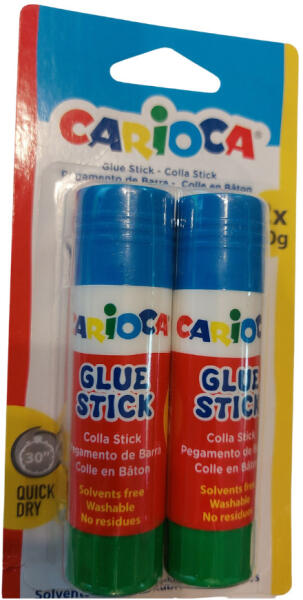 CARIOCA®
Glue Stick - Colla Stick
Pegamento de Barra - Colle en Bâton
CARIOCA
GLUE
STICK
Colla Stick
Pegamento de Barra
Colle en Bâton
Solvents free
Washable
No residues
CARIOCA
GLUE
STICK
Colla Stick
Pegamento de Barra
Colle en Bâton
Solvents free
Washable
No residues
30"
QUICK
DRY